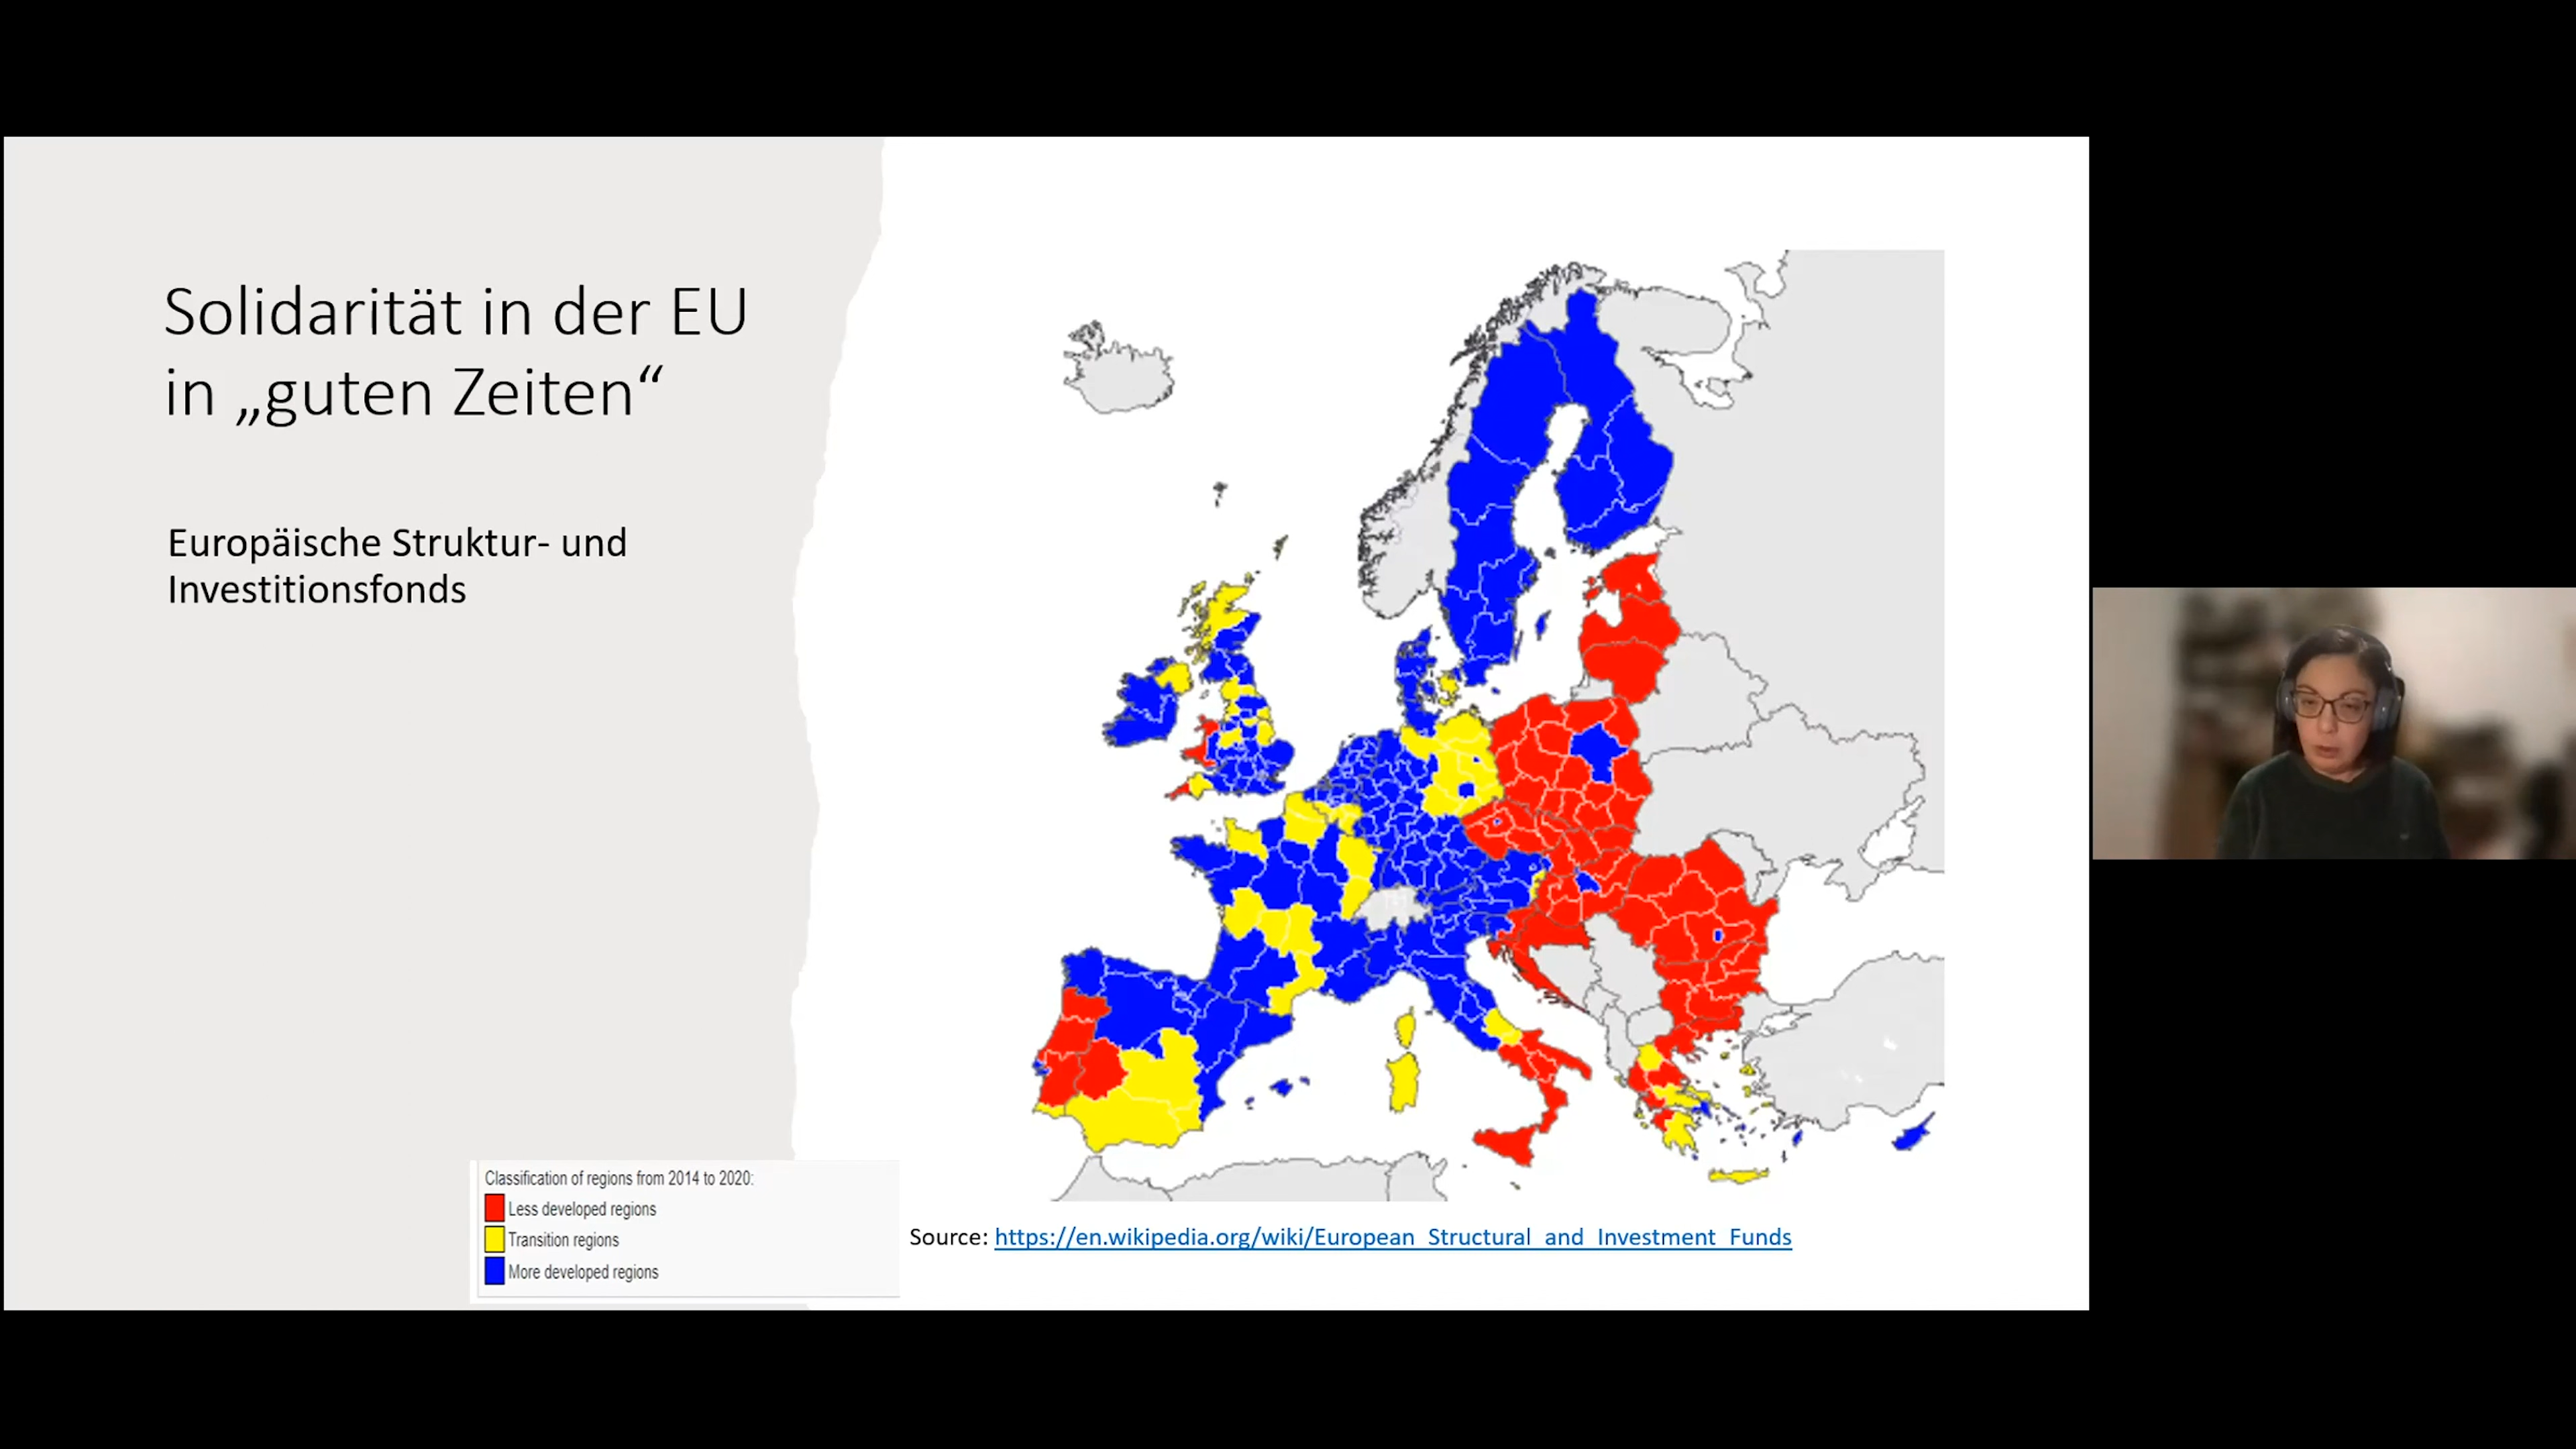 Solidarität in der EU
in „guten Zeiten“
Europäische Struktur- und
Investitionsfonds
Classification of regions from 2014 to 2020:
Less developed regions
Transition regions
More developed regions
Source: https://en.wikipedia.org/wiki/European_Structural_and_Investment_Funds